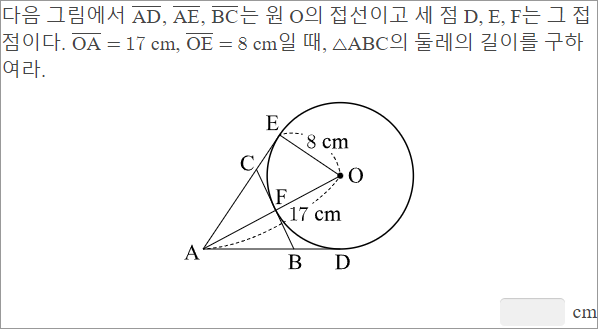 다음 그림에서 AD, AE, BC는 원 O의 접선이고 세 점 D, E, F는 그 접
점이다. OA = 17 cm, OE = 8 cm일 때, △ABC의 둘레의 길이를 구하
여라.
E
8 cm
C
O
F
17 cm
A
B
D
cm